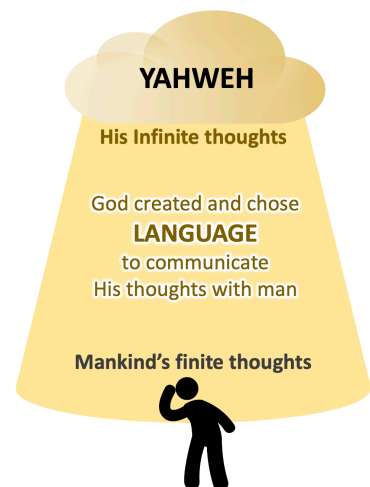 YAHWEH
His Infinite thoughts
God created and chose
LANGUAGE
to communicate
His thoughts with man
Mankind’s finite thoughts